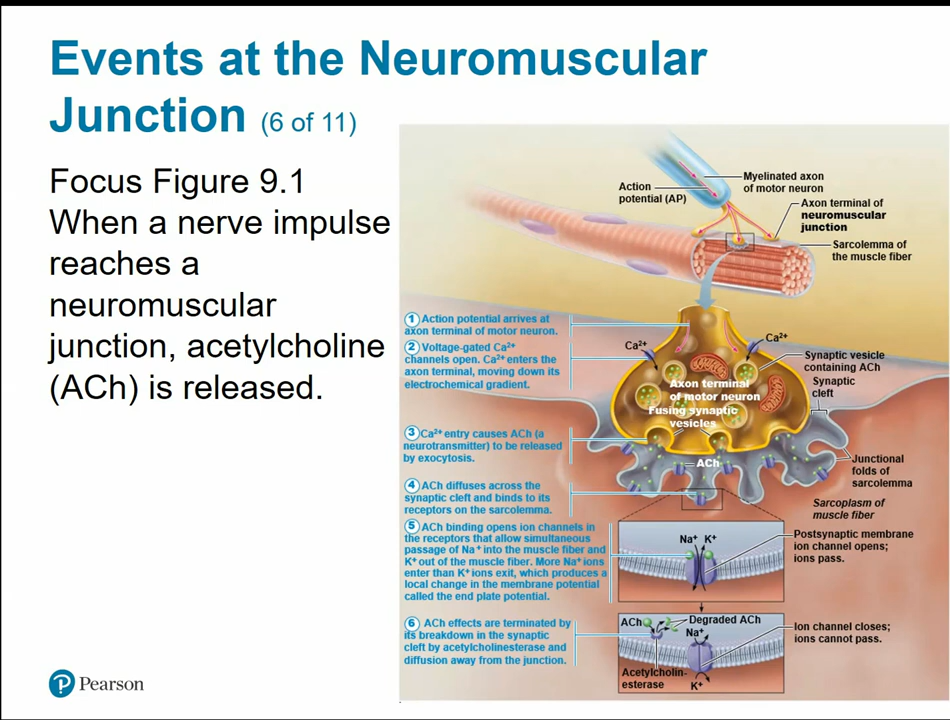 Events at the Neuromuscular
Junction (6 of 11)
Focus Figure 9.1
When a nerve impulse
reaches a
neuromuscular
junction, acetylcholine
(ACh) is released.
Action
potential (AP)
Myelinated axon
of motor neuron
Axon terminal of
neuromuscular
junction
Sarcolemma of
the muscle fiber
1 Action potential arrives at
axon terminal of motor neuron.
2 Voltage-gated Ca²⁺
channels open. Ca²⁺ enters the
axon terminal, moving down its
electrochemical gradient.
Ca²⁺
Ca²⁺
Synaptic vesicle
containing ACh
Synaptic
cleft
Axon terminal
of motor neuron
Fusing synaptic
vesicles
3 Ca²⁺ entry causes ACh (a
neurotransmitter) to be released
by exocytosis.
ACh
Junctional
folds of
sarcolemma
4 ACh diffuses across the
synaptic cleft and binds to its
receptors on the sarcolemma.
Sarcoplasm of
muscle fiber
5 ACh binding opens ion channels in
the receptors that allow simultaneous
passage of Na⁺ into the muscle fiber and
K⁺ out of the muscle fiber. More Na⁺ ions
enter than K⁺ ions exit, which produces a
local change in the membrane potential
called the end plate potential.
Na⁺ K⁺
Postsynaptic membrane
ion channel opens;
ions pass.
6 ACh effects are terminated by
its breakdown in the synaptic
cleft by acetylcholinesterase and
diffusion away from the junction.
ACh
Degraded ACh
Na⁺
Ion channel closes;
ions cannot pass.
Acetylcholin-
esterase
K⁺
P Pearson